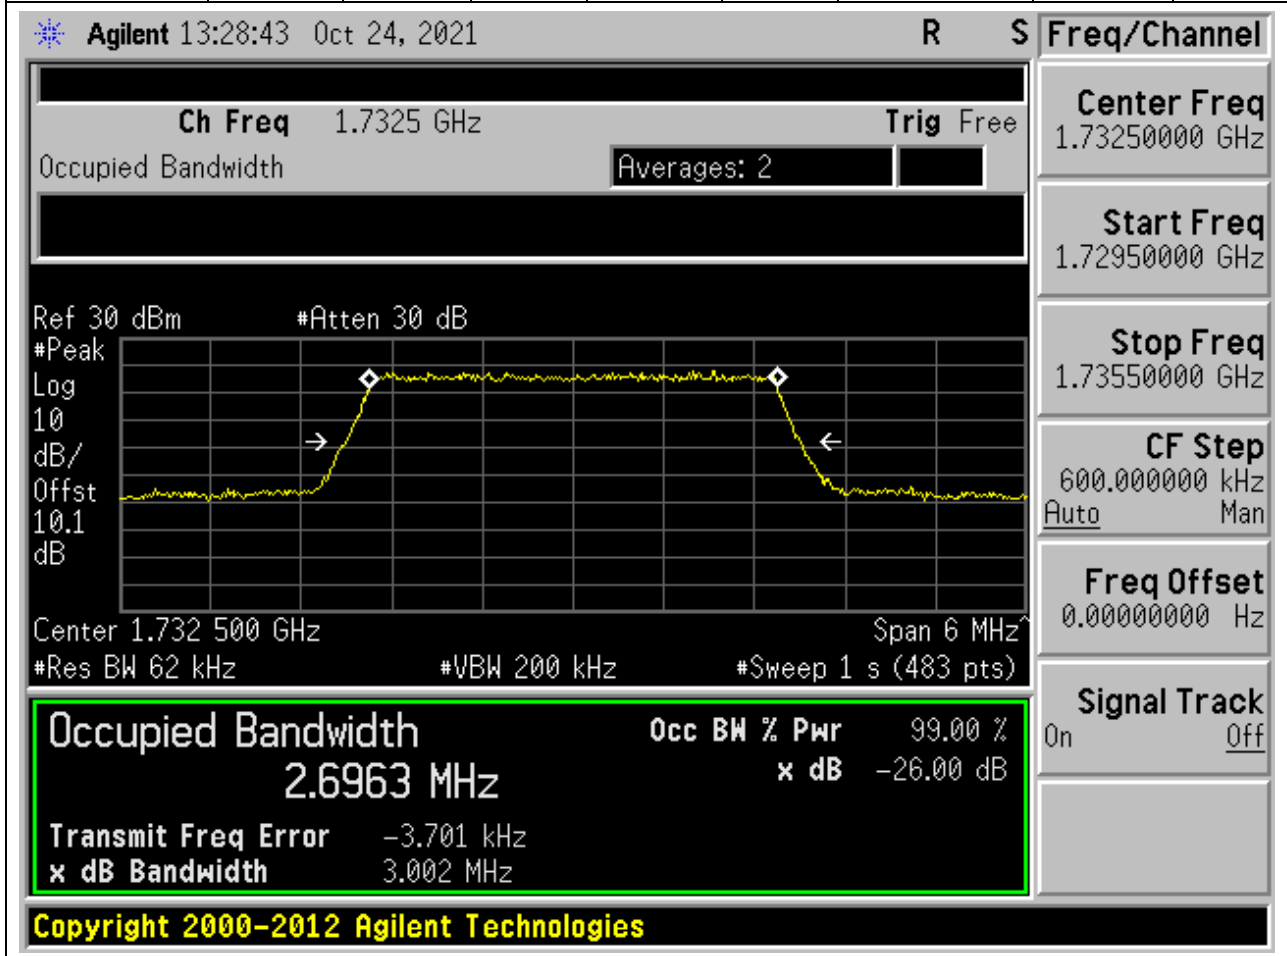 Agilent 13:28:43 Oct 24, 2021 R S
Freq/Channel
Ch Freq 1.7325 GHz Trig Free
Occupied Bandwidth Averages: 2
Center Freq
1.73250000 GHz
Start Freq
1.72950000 GHz
Stop Freq
1.73550000 GHz
CF Step
600.000000 kHz
Auto Man
Freq Offset
0.00000000 Hz
Signal Track
On Off
Ref 30 dBm #Atten 30 dB
#Peak
Log
10
dB/
Offst
10.1
dB
Center 1.732 500 GHz Span 6 MHz^
#Res BW 62 kHz #VBW 200 kHz #Sweep 1 s (483 pts)
Occupied Bandwidth Occ BW % Pwr 99.00 %
2.6963 MHz x dB -26.00 dB
Transmit Freq Error -3.701 kHz
x dB Bandwidth 3.002 MHz
Copyright 2000-2012 Agilent Technologies